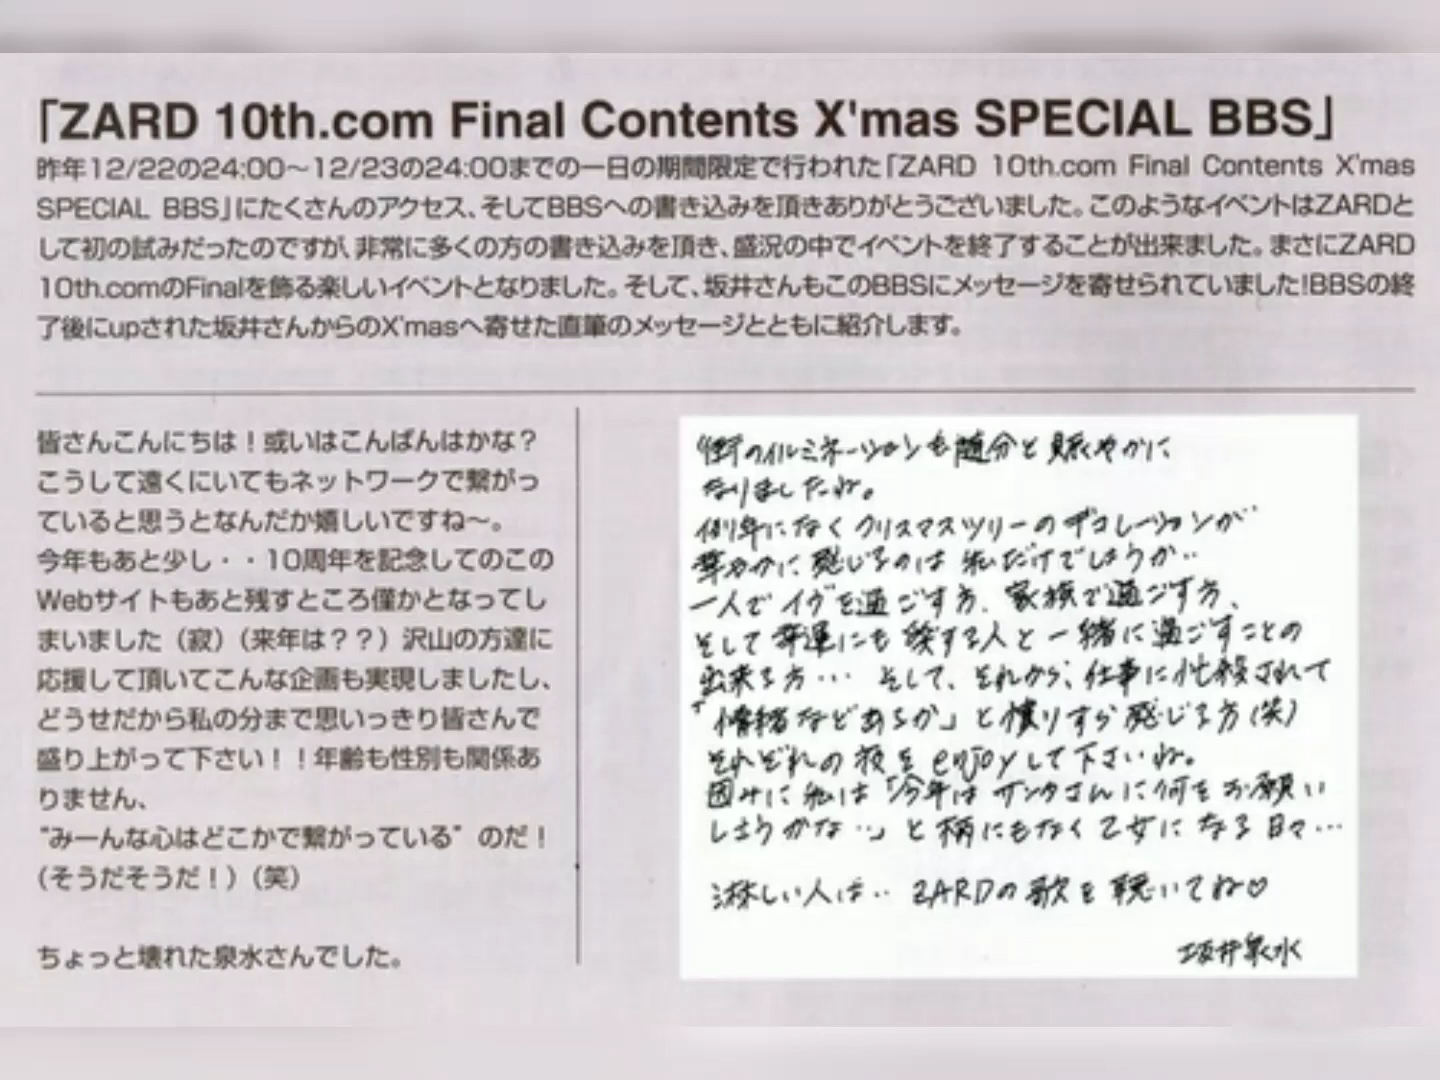 「ZARD 10th.com Final Contents X'mas SPECIAL BBS」
昨年12/22の24:00～12/23の24:00までの一日の期間限定で行われた「ZARD 10th.com Final Contents X'mas
SPECIAL BBS」にたくさんのアクセス、そしてBBSへの書き込みを頂きありがとうございました。このようなイベントはZARDと
して初の試みだったのですが、非常に多くの方の書き込みを頂き、盛況の中でイベントを終了することが出来ました。まさにZARD
10th.comのFinalを飾る楽しいイベントとなりました。そして、坂井さんもこのBBSにメッセージを寄せられていました!BBSの終
了後にupされた坂井さんからのX'masへ寄せた直筆のメッセージとともに紹介します。
皆さんこんにちは！或いはこんばんはかな？
こうして遠くにいてもネットワークで繋がっ
ていると思うとなんだか嬉しいですね～。
今年もあと少し・・10周年を記念してのこの
Webサイトもあと残すところ僅かとなってし
まいました（寂）（来年は？？）沢山の方達に
応援して頂いてこんな企画も実現しましたし、
どうせだから私の分まで思いっきり皆さんで
盛り上がって下さい！！年齢も性別も関係あ
りません、
"みーんな心はどこかで繋がっている" のだ！
（そうだそうだ！）（笑）
ちょっと壊れた泉水さんでした。
街のイルミネーションも随分と賑やかに
なりましたね。
例年になくクリスマスツリーのデコレーションが
華やかに感じるのは私だけでしょうか‥
一人でイヴを過ごす方、家族で過ごす方、
そして幸運にも愛する人と一緒に過ごすことの
出来る方… そして、それから、仕事に忙殺されて
「情緒などあるか」と憤りすら感じる方(笑)
それぞれの夜をenjoyして下さいね。
因みに私は「今年はサンタさんに何をお願い
しようかな‥」と柄にもなく乙女になる日々…
淋しい人は‥ ZARDの歌を聴いてね♡
坂井泉水